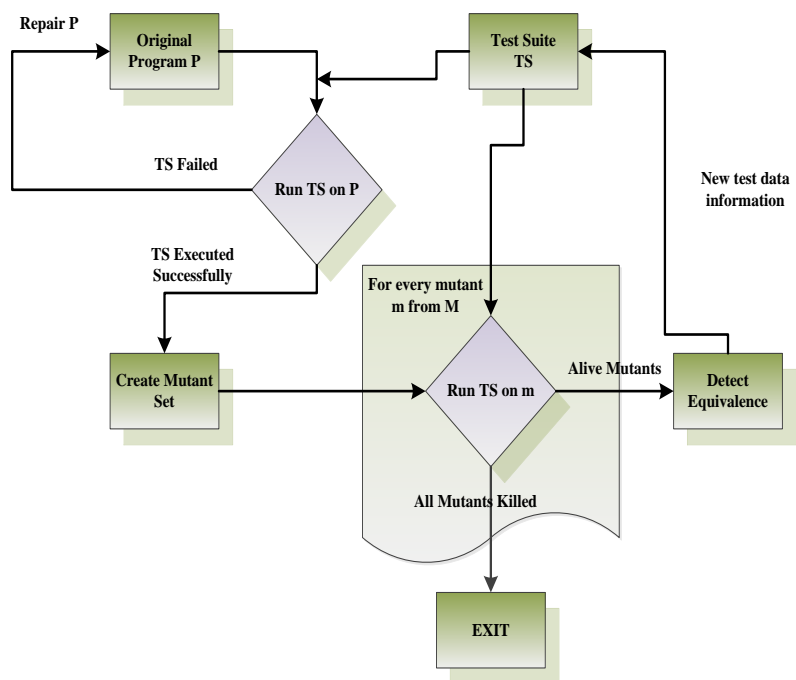 Repair P
Original
Program P
Test Suite
TS
TS Failed
Run TS on P
New test data
information
TS Executed
Successfully
For every mutant
m from M
Create Mutant
Set
Run TS on m
Alive Mutants
Detect
Equivalence
All Mutants Killed
EXIT